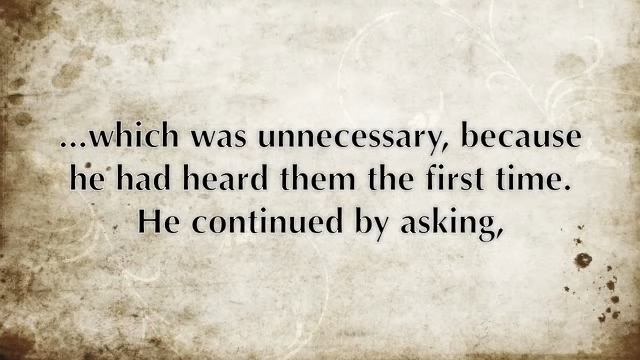 ...which was unnecessary, because
he had heard them the first time.
He continued by asking,